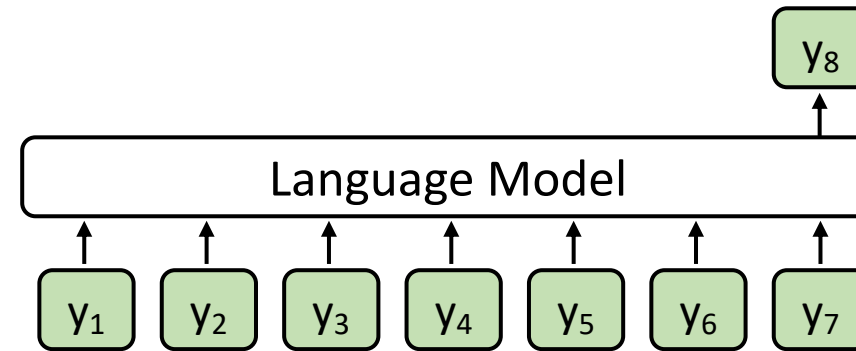 y₈
Language Model
y₁ y₂ y₃ y₄ y₅ y₆ y₇